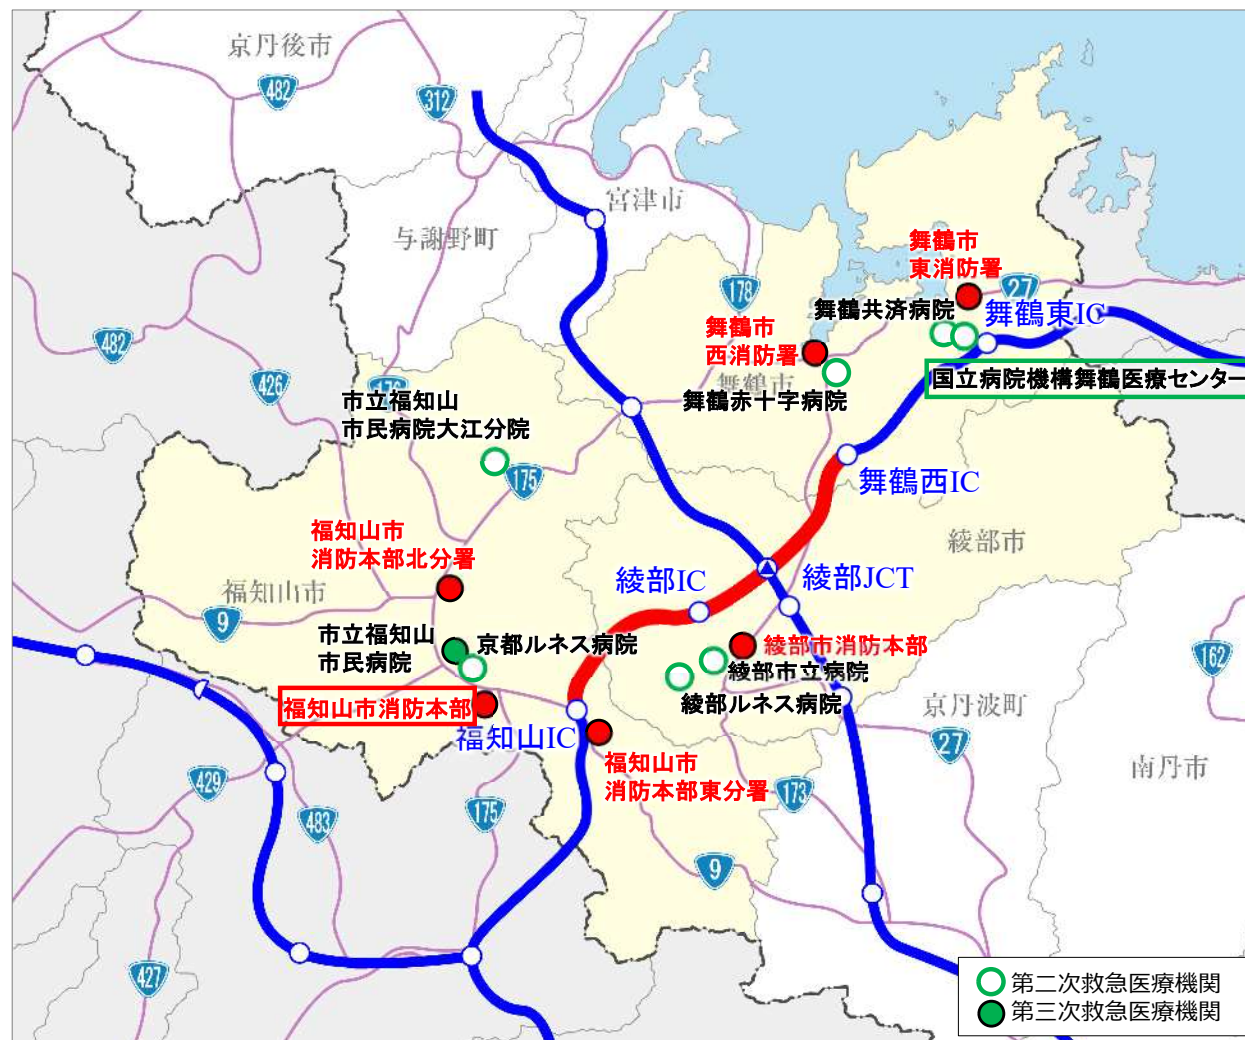 京丹後市
482
312
宮津市
与謝野町
舞鶴市
東消防署
27
178
舞鶴共済病院
舞鶴東IC
舞鶴市
西消防署
482
426
舞鶴市
国立病院機構舞鶴医療センター
176
市立福知山
市民病院大江分院
舞鶴赤十字病院
175
舞鶴西IC
福知山市
消防本部北分署
綾部市
福知山市
綾部IC
綾部JCT
9
市立福知山
市民病院
京都ルネス病院
綾部市消防本部
綾部市立病院
162
綾部ルネス病院
福知山市消防本部
京丹波町
福知山IC
27
南丹市
福知山市
消防本部東分署
429
175
173
483
9
427
第二次救急医療機関
第三次救急医療機関